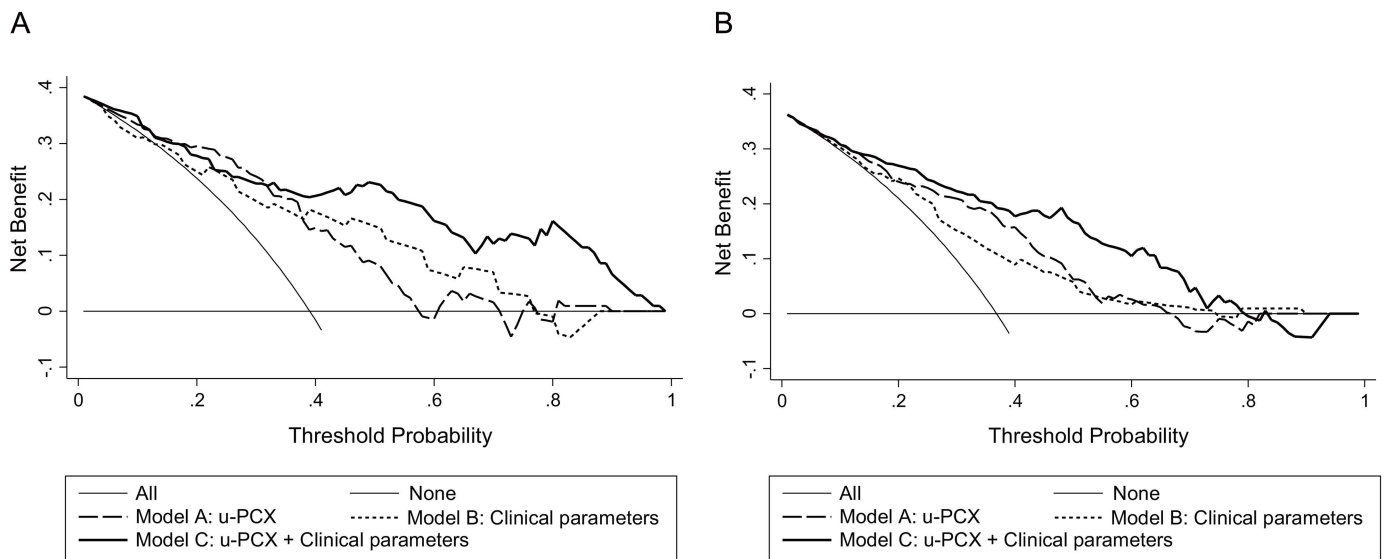 A
B
.4
.3
.2
.1
0
-.1
Net Benefit
0
.2
.4
.6
.8
1
Threshold Probability
All
None
Model A: u-PCX
Model B: Clinical parameters
Model C: u-PCX + Clinical parameters
.4
.3
.2
.1
0
-.1
Net Benefit
0
.2
.4
.6
.8
1
Threshold Probability
All
None
Model A: u-PCX
Model B: Clinical parameters
Model C: u-PCX + Clinical parameters